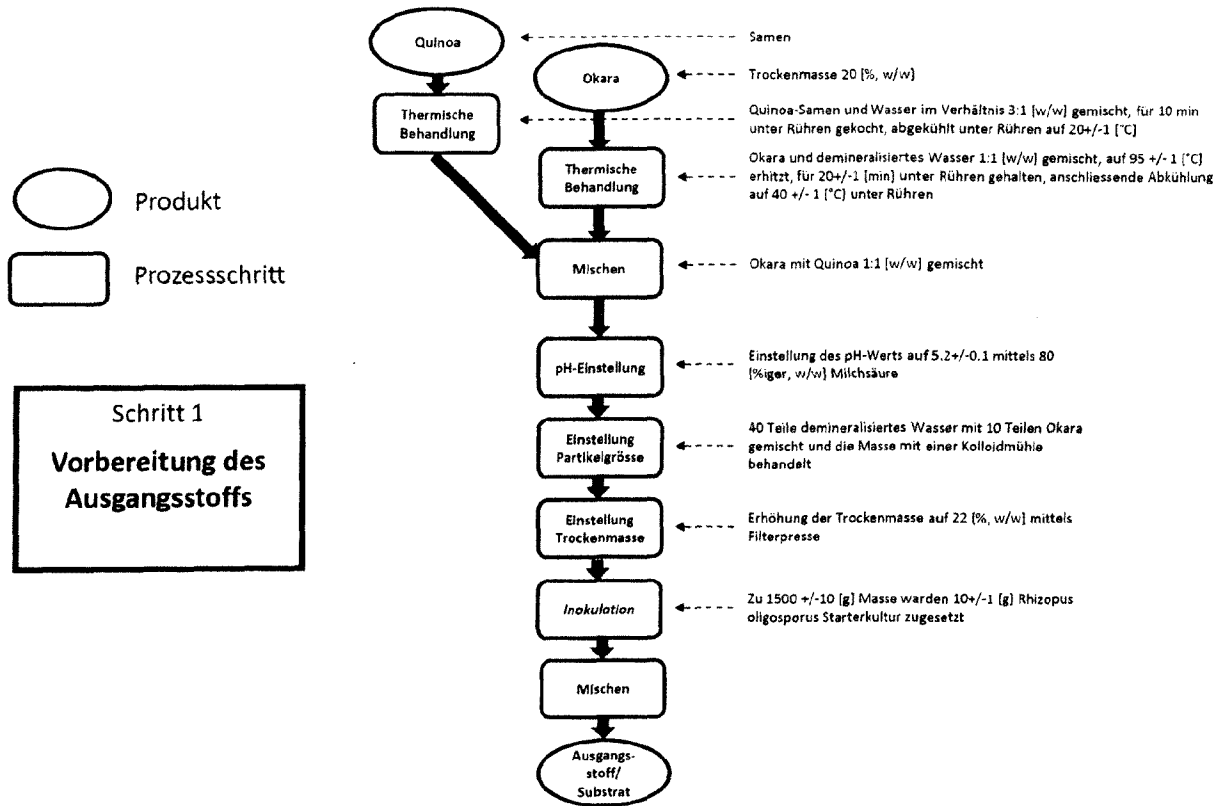 Quinoa
Samen
Okara
Trockenmasse 20 [%, w/w]
Thermische
Behandlung
Quinoa-Samen und Wasser im Verhältnis 3:1 [w/w] gemischt, für 10 min
unter Rühren gekocht, abgekühlt unter Rühren auf 20+/-1 [°C]
Thermische
Behandlung
Okara und demineralisiertes Wasser 1:1 [w/w] gemischt, auf 95 +/- 1 [°C]
erhitzt, für 20+/-1 [min] unter Rühren gehalten, anschliessende Abkühlung
auf 40 +/- 1 [°C] unter Rühren
Produkt
Prozessschritt
Mischen
Okara mit Quinoa 1:1 [w/w] gemischt
pH-Einstellung
Einstellung des pH-Werts auf 5.2+/-0.1 mittels 80
[%iger, w/w] Milchsäure
Schritt 1
Vorbereitung des
Ausgangsstoffs
Einstellung
Partikelgrösse
40 Teile demineralisiertes Wasser mit 10 Teilen Okara
gemischt und die Masse mit einer Kolloidmühle
behandelt
Einstellung
Trockenmasse
Erhöhung der Trockenmasse auf 22 [%, w/w] mittels
Filterpresse
Inokulation
Zu 1500 +/-10 [g] Masse warden 10+/-1 [g] Rhizopus
oligosporus Starterkultur zugesetzt
Mischen
Ausgangs-
stoff/
Substrat